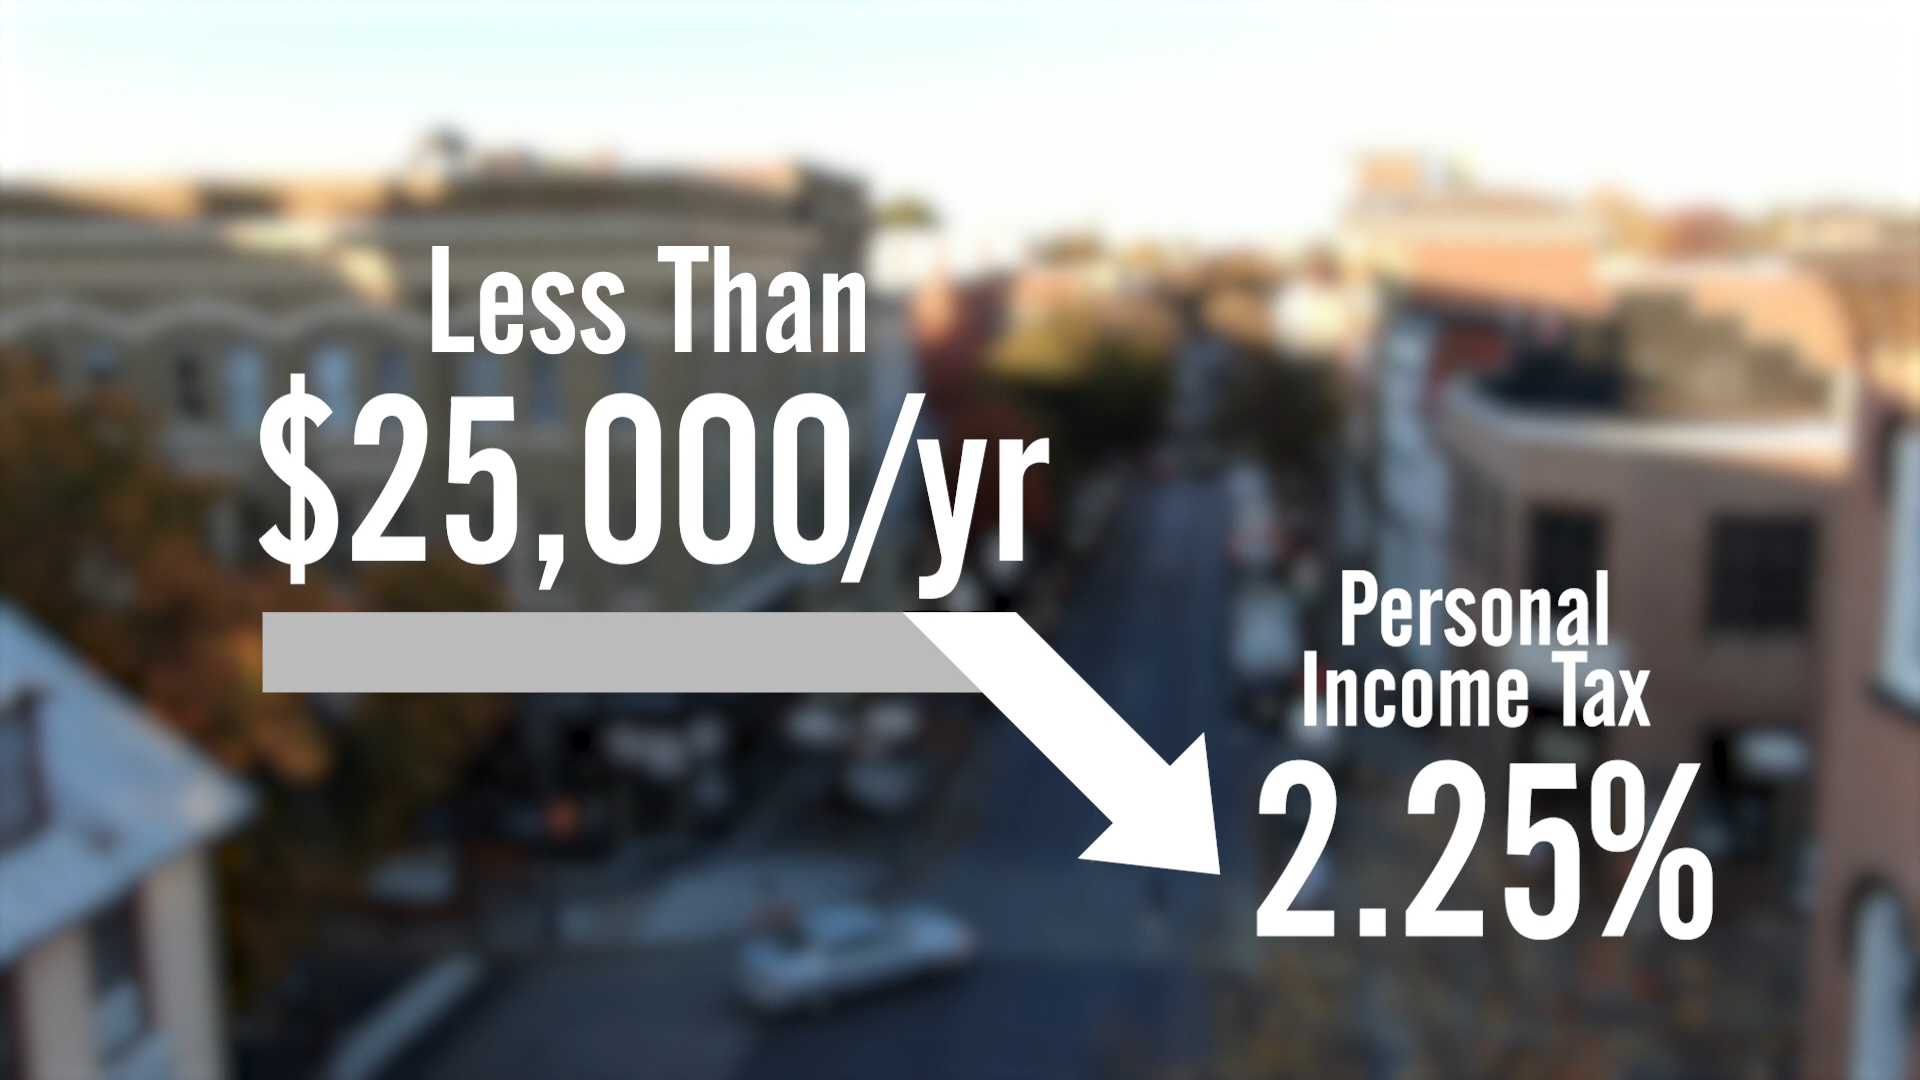 Less Than
$25,000/yr
Personal
Income Tax
2.25%